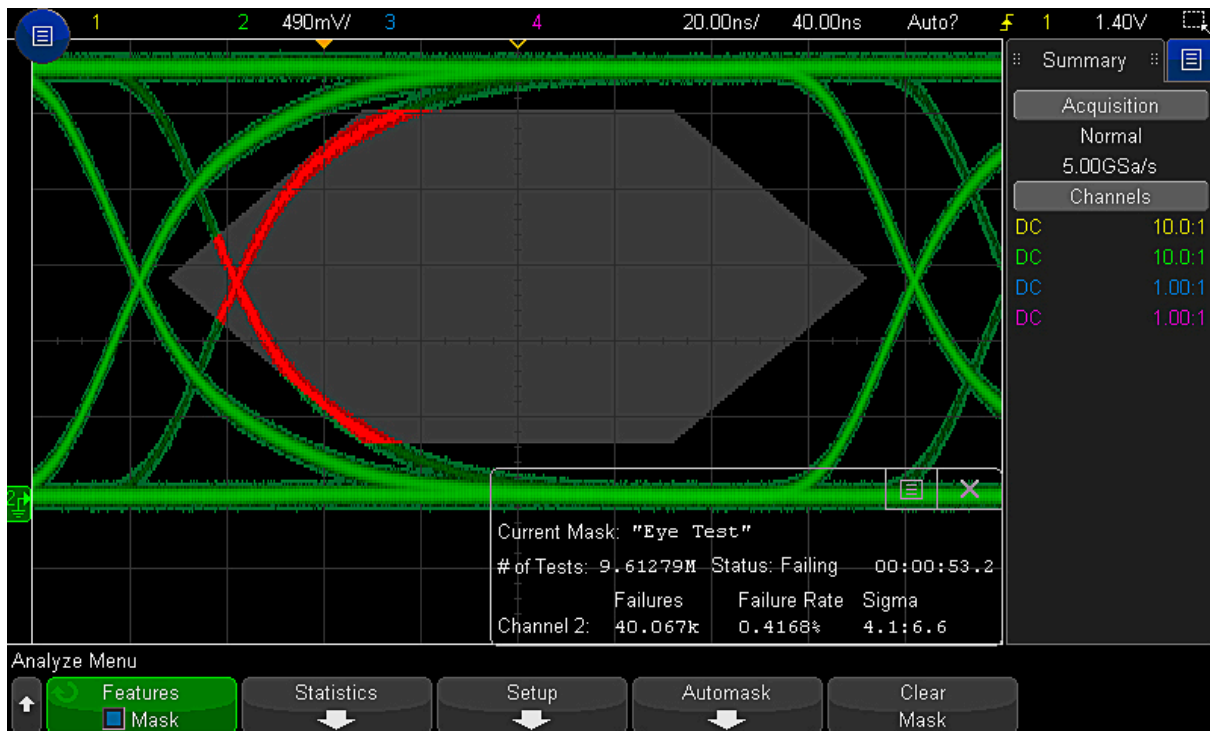 1 2 490mV/ 3 4 20.00ns/ 40.00ns Auto? 1 1.40V
Summary
Acquisition
Normal
5.00GSa/s
Channels
DC 10.0:1
DC 10.0:1
DC 1.00:1
DC 1.00:1
2
Current Mask: "Eye Test"
# of Tests: 9.61279M Status: Failing 00:00:53.2
Failures Failure Rate Sigma
Channel 2: 40.067k 0.4168% 4.1:6.6
Analyze Menu
Features Statistics Setup Automask Clear
Mask Mask